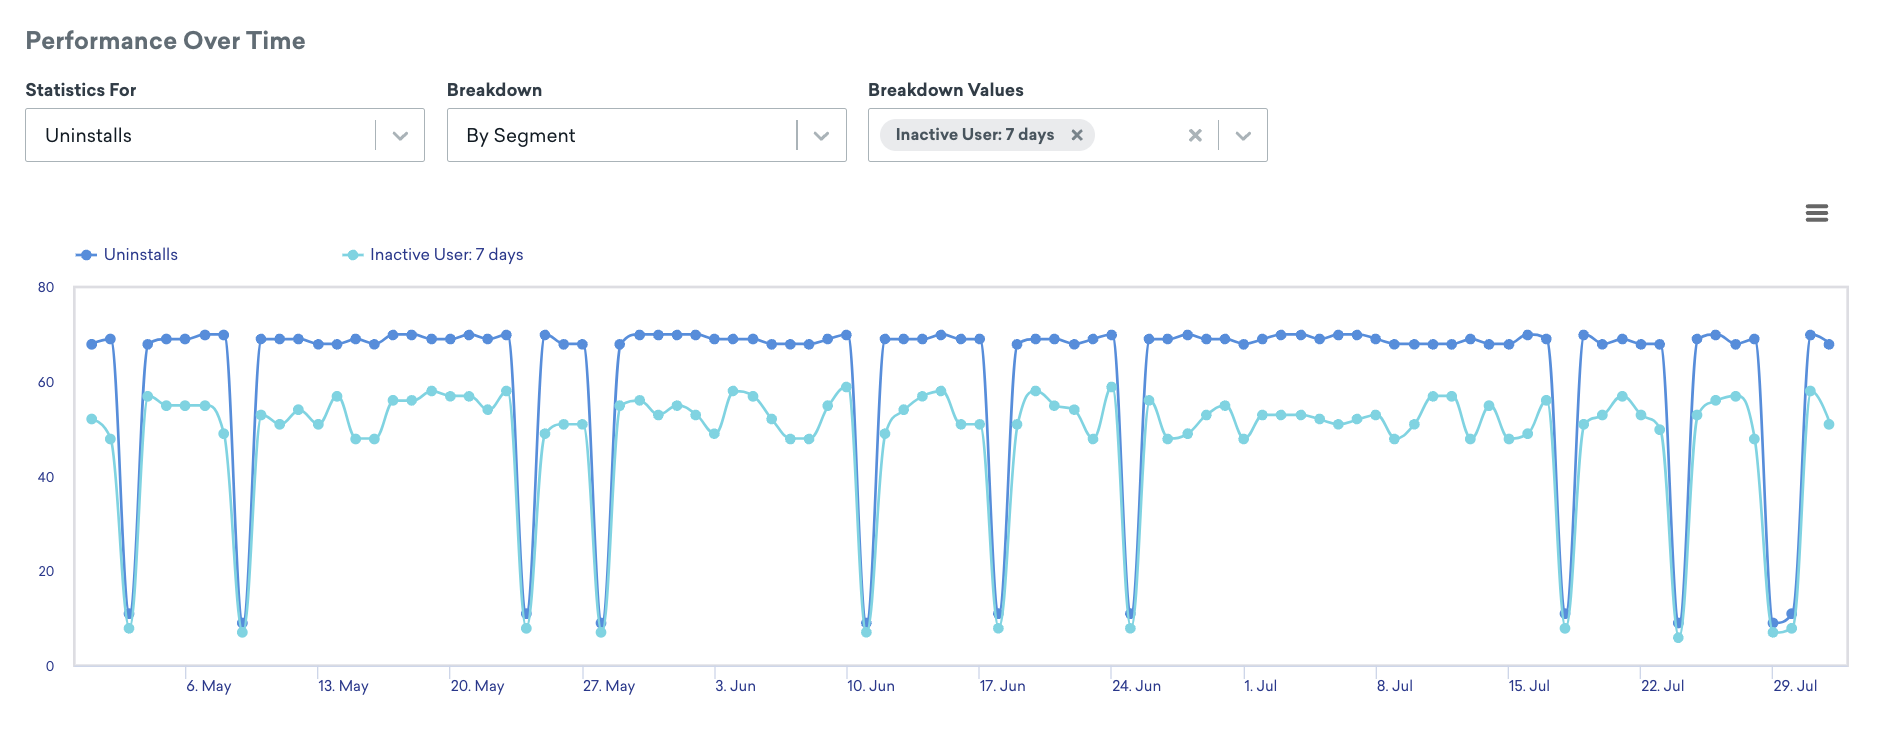 Performance Over Time
Statistics For
Breakdown
Breakdown Values
Uninstalls
By Segment
Inactive User: 7 days
Uninstalls
Inactive User: 7 days
80
60
40
20
0
6. May
13. May
20. May
27. May
3. Jun
10. Jun
17. Jun
24. Jun
1. Jul
8. Jul
15. Jul
22. Jul
29. Jul